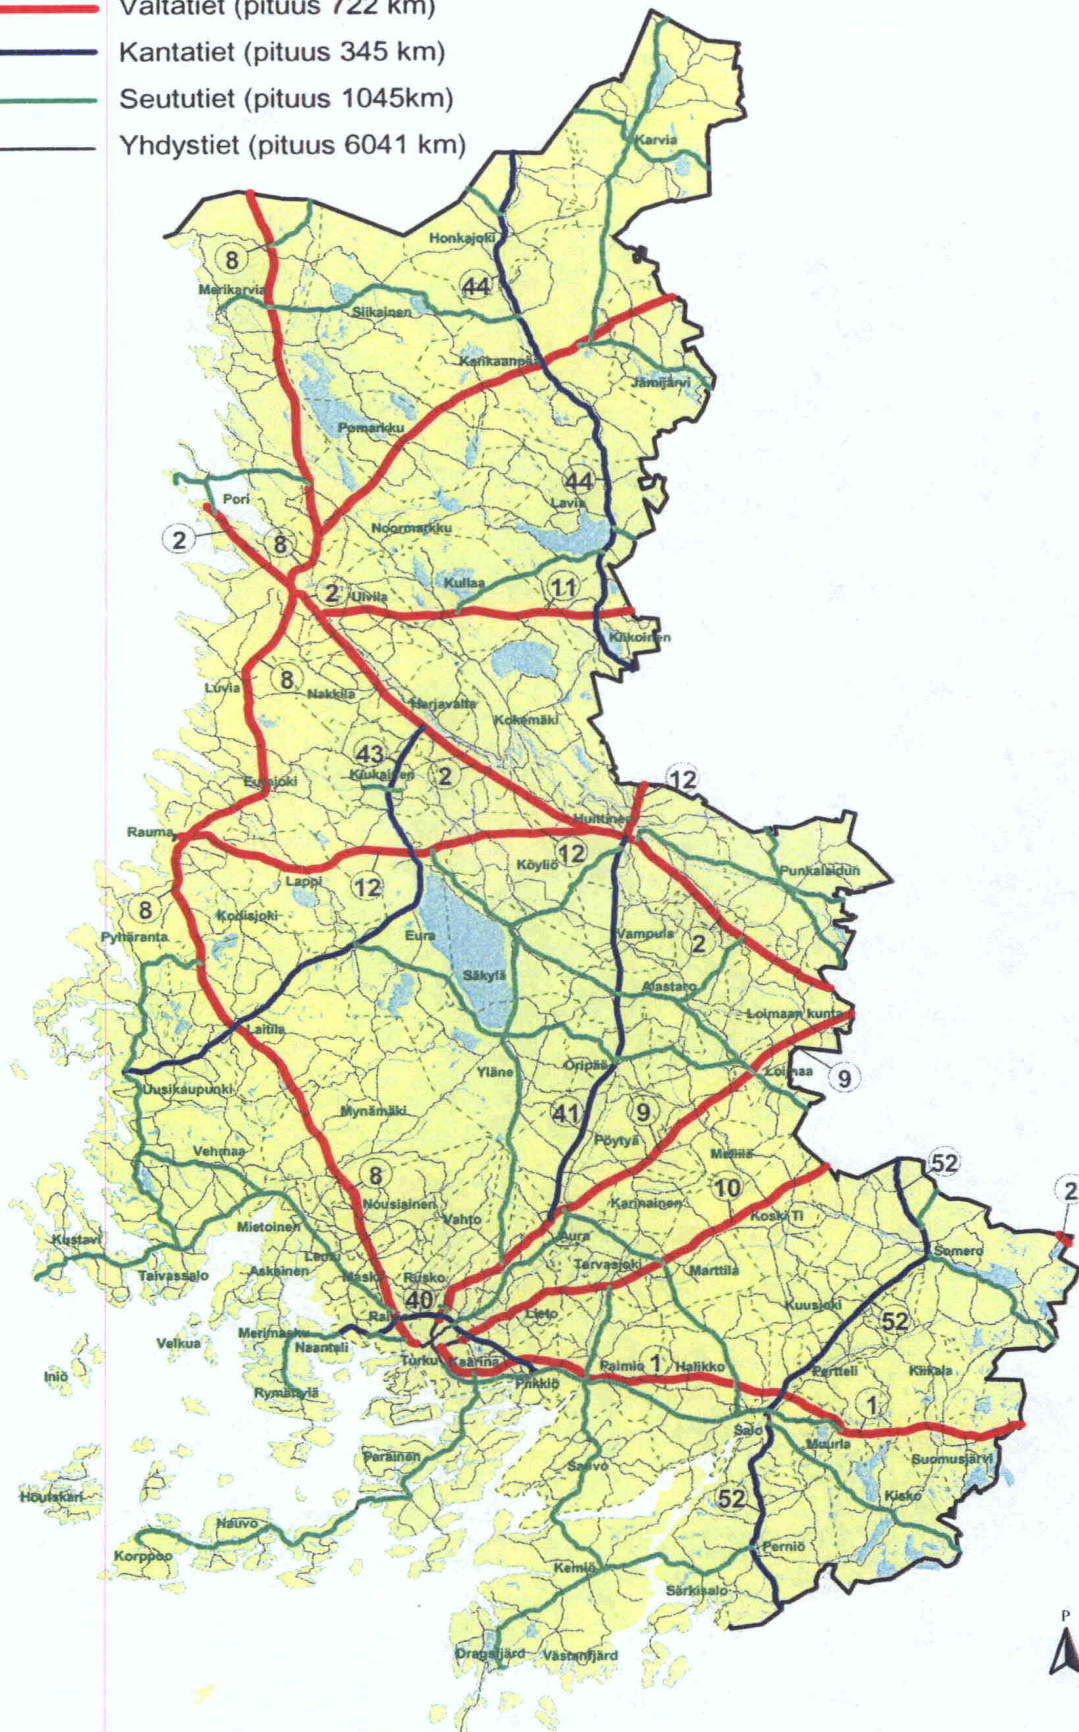 Valtatiet (pituus 722 km)
Kantatiet (pituus 345 km)
Seututiet (pituus 1045km)
Yhdystiet (pituus 6041 km)
Karvia
Honkajoki
8
44
Merikarvia
Siikainen
Kankaanpää
Jämijärvi
Pomarkku
44
Pori
Lavia
Noormarkku
2
8
Kullaa
11
2
Ulvila
Kiikoinen
8
Luvia
Nakkila
Harjavalta
Kokemäki
43
2
12
Kiukainen
Eurajoki
Huittinen
Rauma
12
Köyliö
Punkalaidun
Lappi
12
8
Kodisjoki
Pyhäranta
Eura
Vampula
2
Säkylä
Alastaro
Loimaan kunta
Laitila
Oripää
Loimaa
9
Yläne
Uusikaupunki
Mynämäki
41
9
Pöytyä
Mellilä
Vehmaa
52
8
10
2
Nousiainen
Karinainen
Koski Tl
Vahto
Mietoinen
Kustavi
Aura
Somero
Lemu
Askainen
Taivassalo
Masku
Rusko
Tarvasjoki
Marttila
40
Kuusjoki
Lieto
52
Merimasku
Velkua
Naantali
Turku
Kaarina
Piikkiö
Paimio
1
Halikko
Pertteli
Kiikala
Iniö
Rymättylä
1
Salo
Muurla
Suomusjärvi
Parainen
Sauvo
Houtskari
52
Kisko
Nauvo
Korppoo
Perniö
Kemiö
Särkisalo
P
Dragsfjärd
Västanfjärd